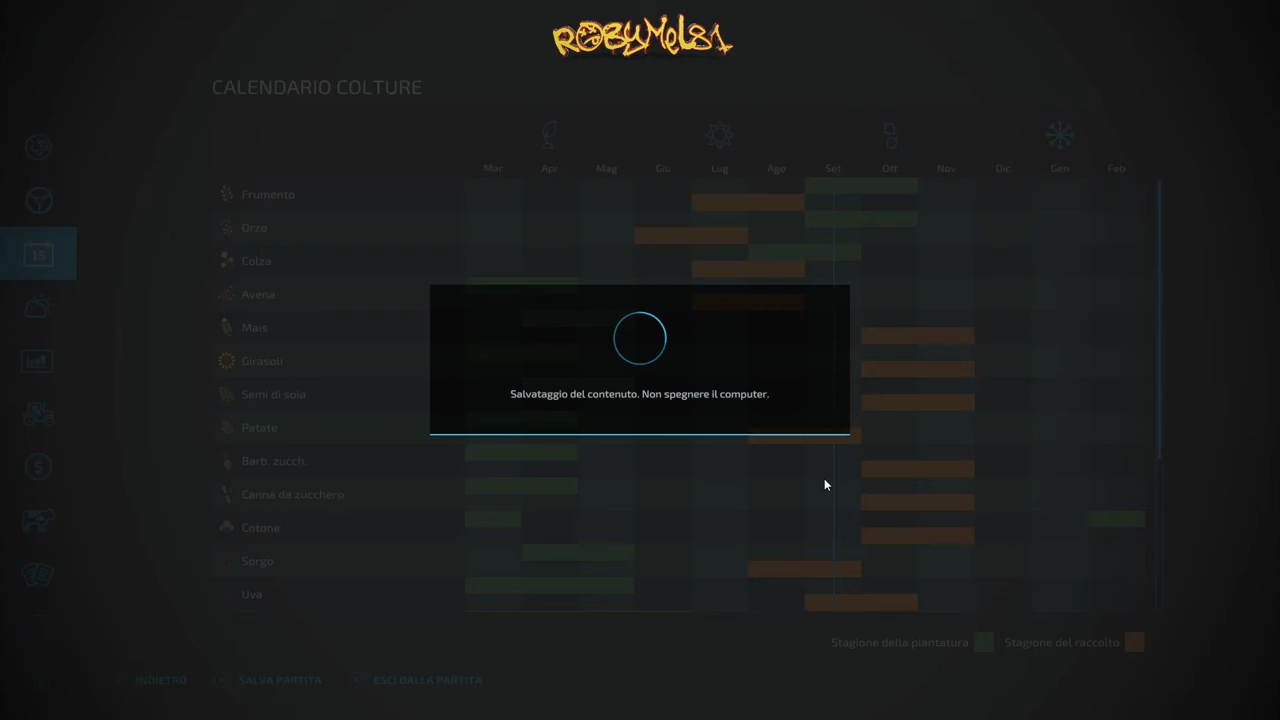 ROBYMEL81
CALENDARIO COLTURE
Mar Apr Mag Giu Lug Ago Set Ott Nov Dic Gen Feb
Frumento
Orzo
Colza
15
Avena
Mais
Girasoli
Semi di soia
Salvataggio del contenuto. Non spegnere il computer.
Patate
Barb. zucch.
Canna da zucchero
Cotone
Sorgo
Uva
Stagione della piantatura Stagione del raccolto
INDIETRO SALVA PARTITA ESCI DALLA PARTITA